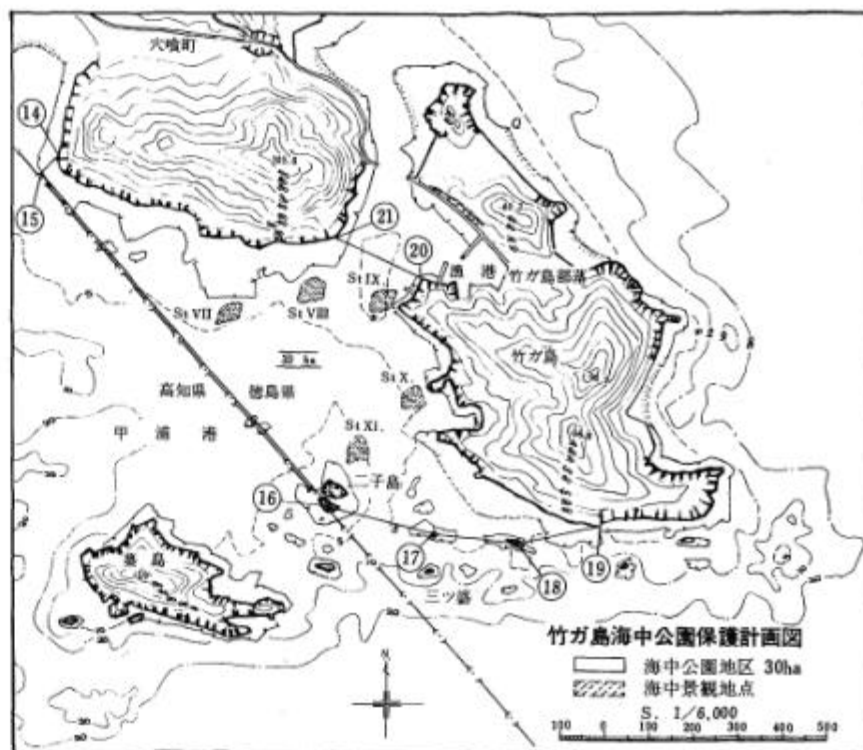 穴喰町
14
15
21
20
漁港
竹ガ島部落
St IX.
St VIII
St VII
竹ガ島
30 ha
St X.
高知県
徳島県
甲浦港
St XI.
二子島
16
17
18
19
葛島
竹ガ島海中公園保護計画図
海中公園地区 30ha
海中景観地点
S. 1/6,000
N
100 0 100 200 300 400 500